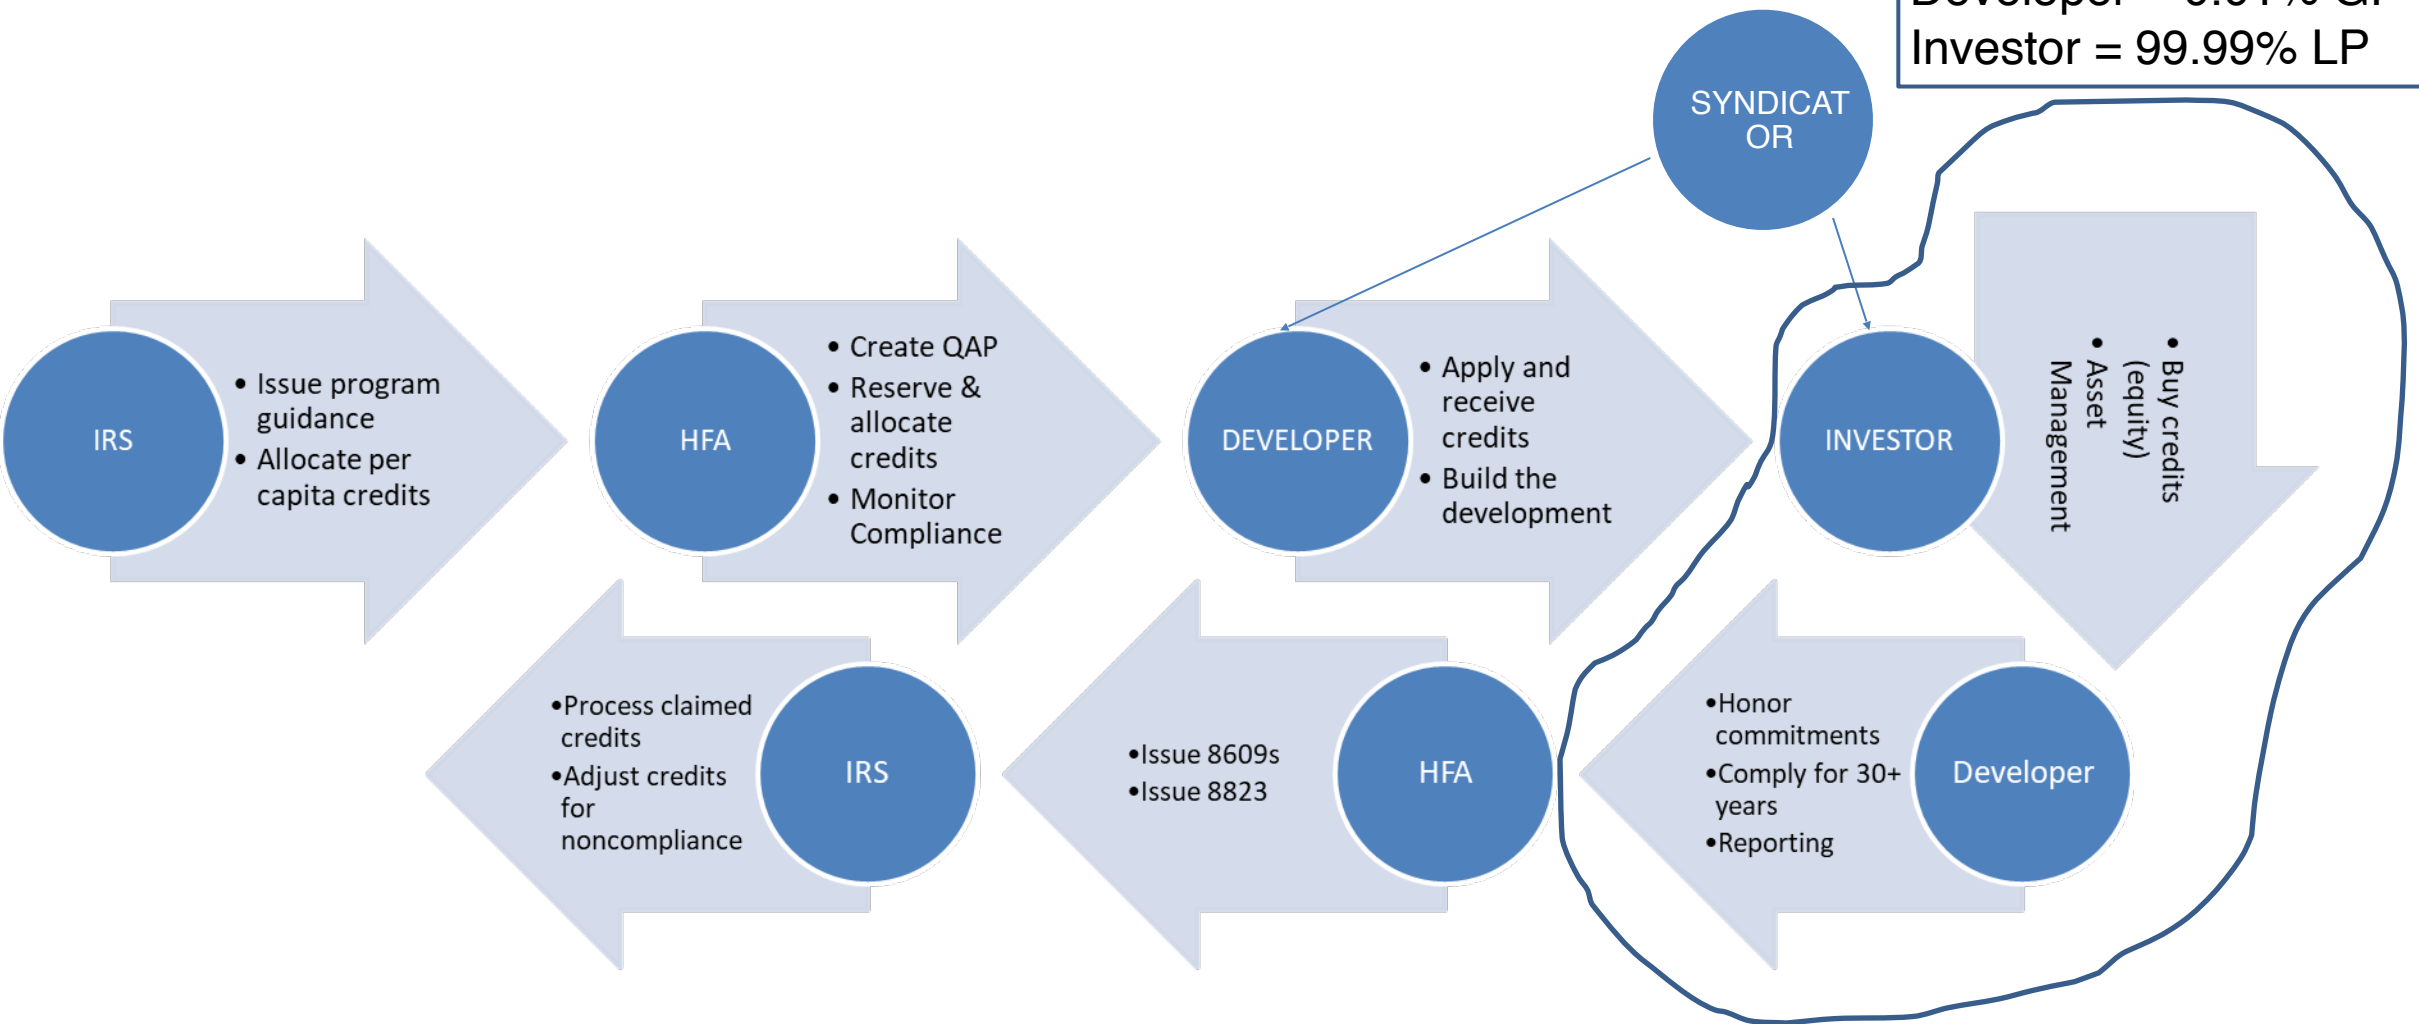 Investor = 99.99% LP
SYNDICAT
OR
IRS
• Issue program
guidance
• Allocate per
capita credits
HFA
• Create QAP
• Reserve &
allocate
credits
• Monitor
Compliance
DEVELOPER
• Apply and
receive
credits
• Build the
development
INVESTOR
• Buy credits
(equity)
• Asset
Management
Developer
•Honor
commitments
•Comply for 30+
years
•Reporting
HFA
•Issue 8609s
•Issue 8823
IRS
•Process claimed
credits
•Adjust credits
for
noncompliance